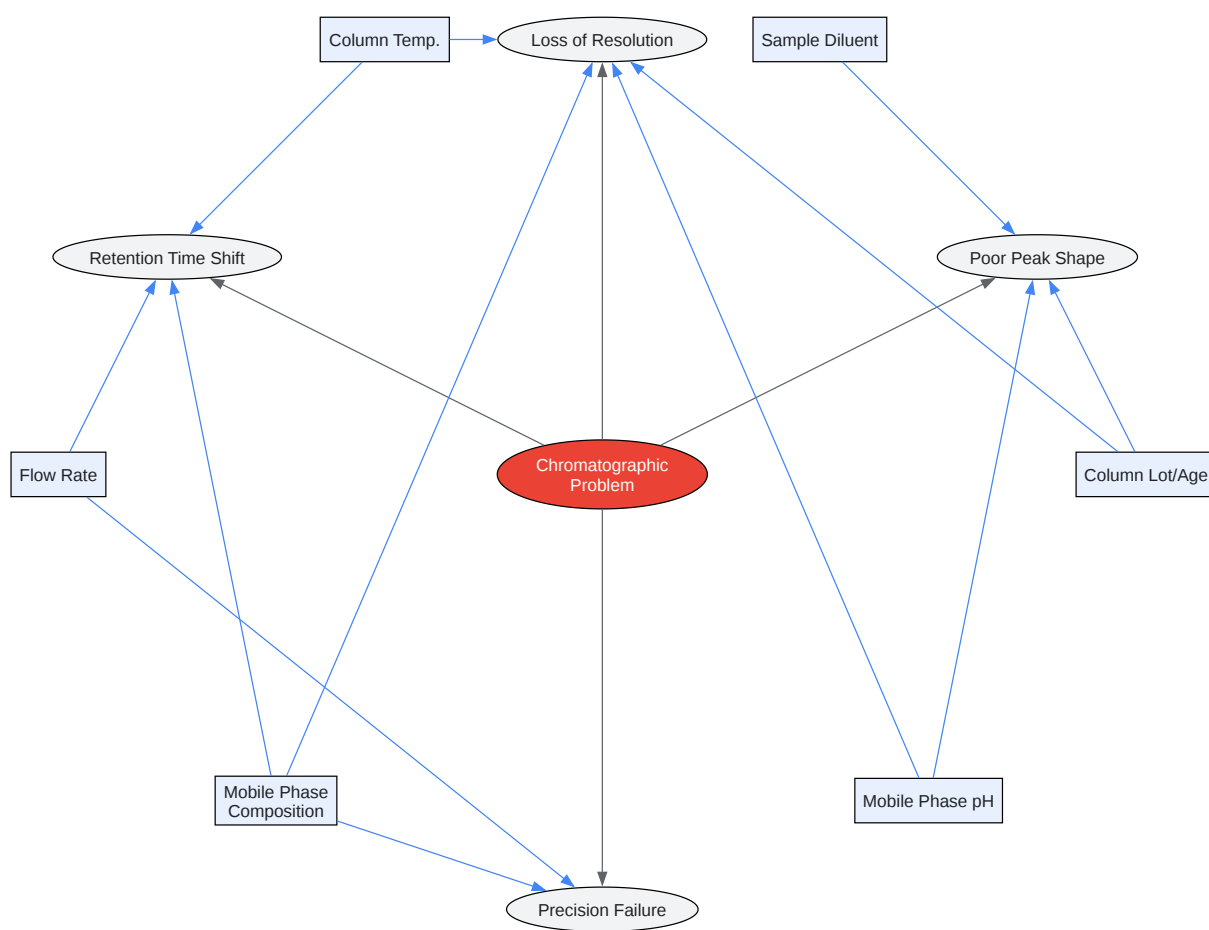 Column Temp.
Loss of Resolution
Sample Diluent
Retention Time Shift
Poor Peak Shape
Flow Rate
Chromatographic
Problem
Column Lot/Age
Mobile Phase
Composition
Mobile Phase pH
Precision Failure